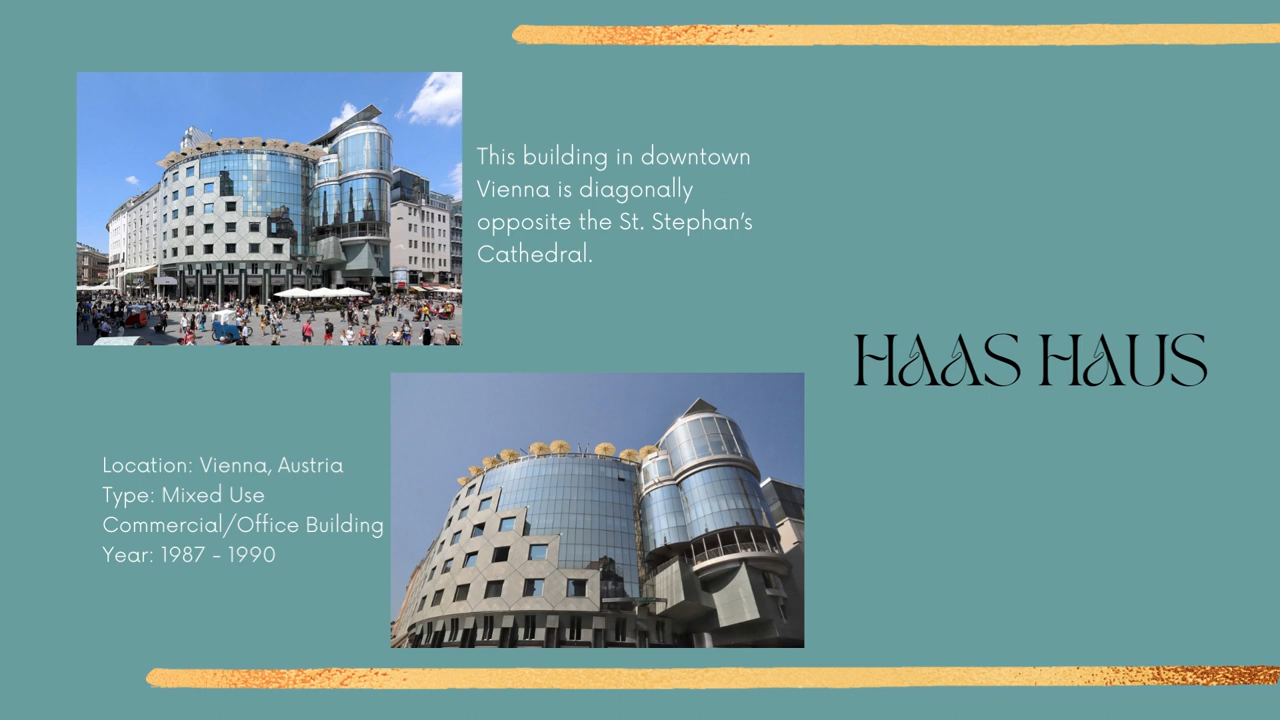 This building in downtown
Vienna is diagonally
opposite the St. Stephan's
Cathedral.
HAAS HAUS
Location: Vienna, Austria
Type: Mixed Use
Commercial/Office Building
Year: 1987 - 1990